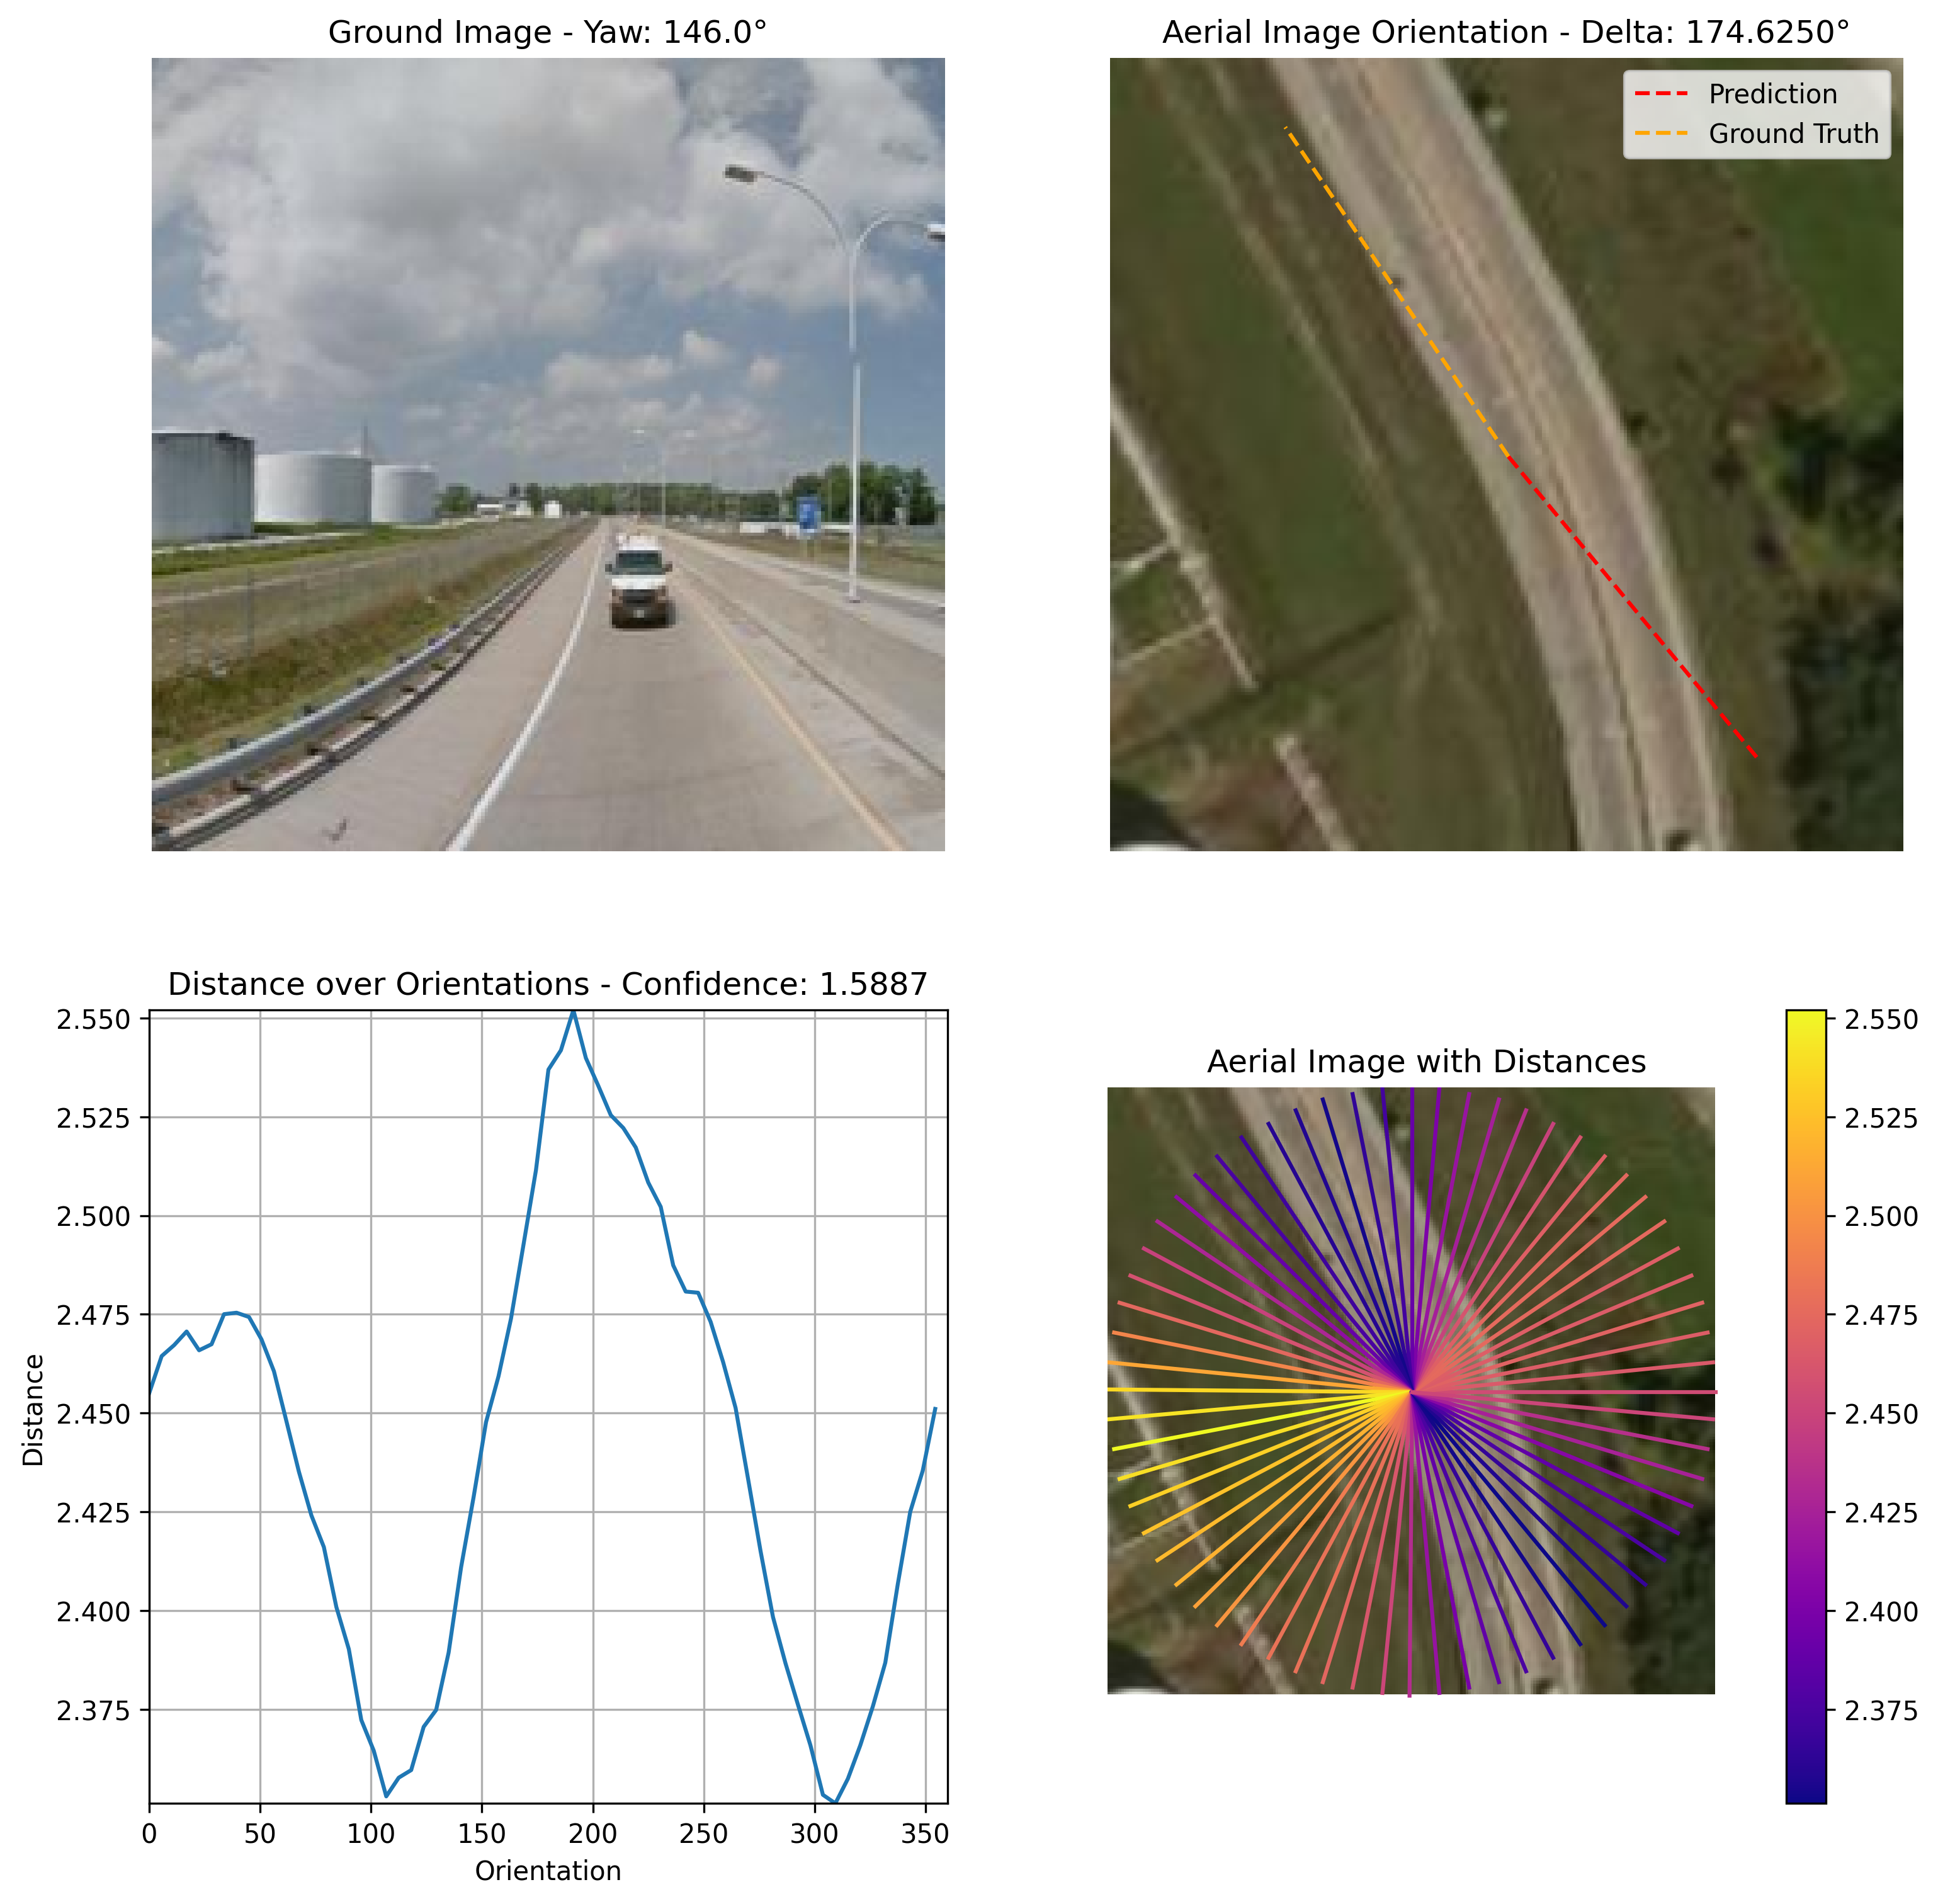 Ground Image - Yaw: 146.0°
Aerial Image Orientation - Delta: 174.6250°
Prediction
Ground Truth
Distance over Orientations - Confidence: 1.5887
2.550
2.525
2.500
2.475
2.450
2.425
2.400
2.375
Distance
0 50 100 150 200 250 300 350
Orientation
Aerial Image with Distances
2.550
2.525
2.500
2.475
2.450
2.425
2.400
2.375